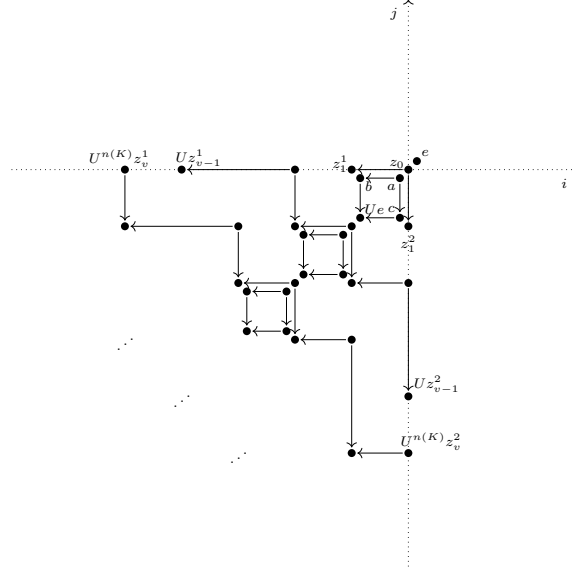 j
e
U^{n(K)}z_v^1
Uz_{v-1}^1
z_1^1
z_0
i
b
a
Ue
c
z_1^2
Uz_{v-1}^2
U^{n(K)}z_v^2